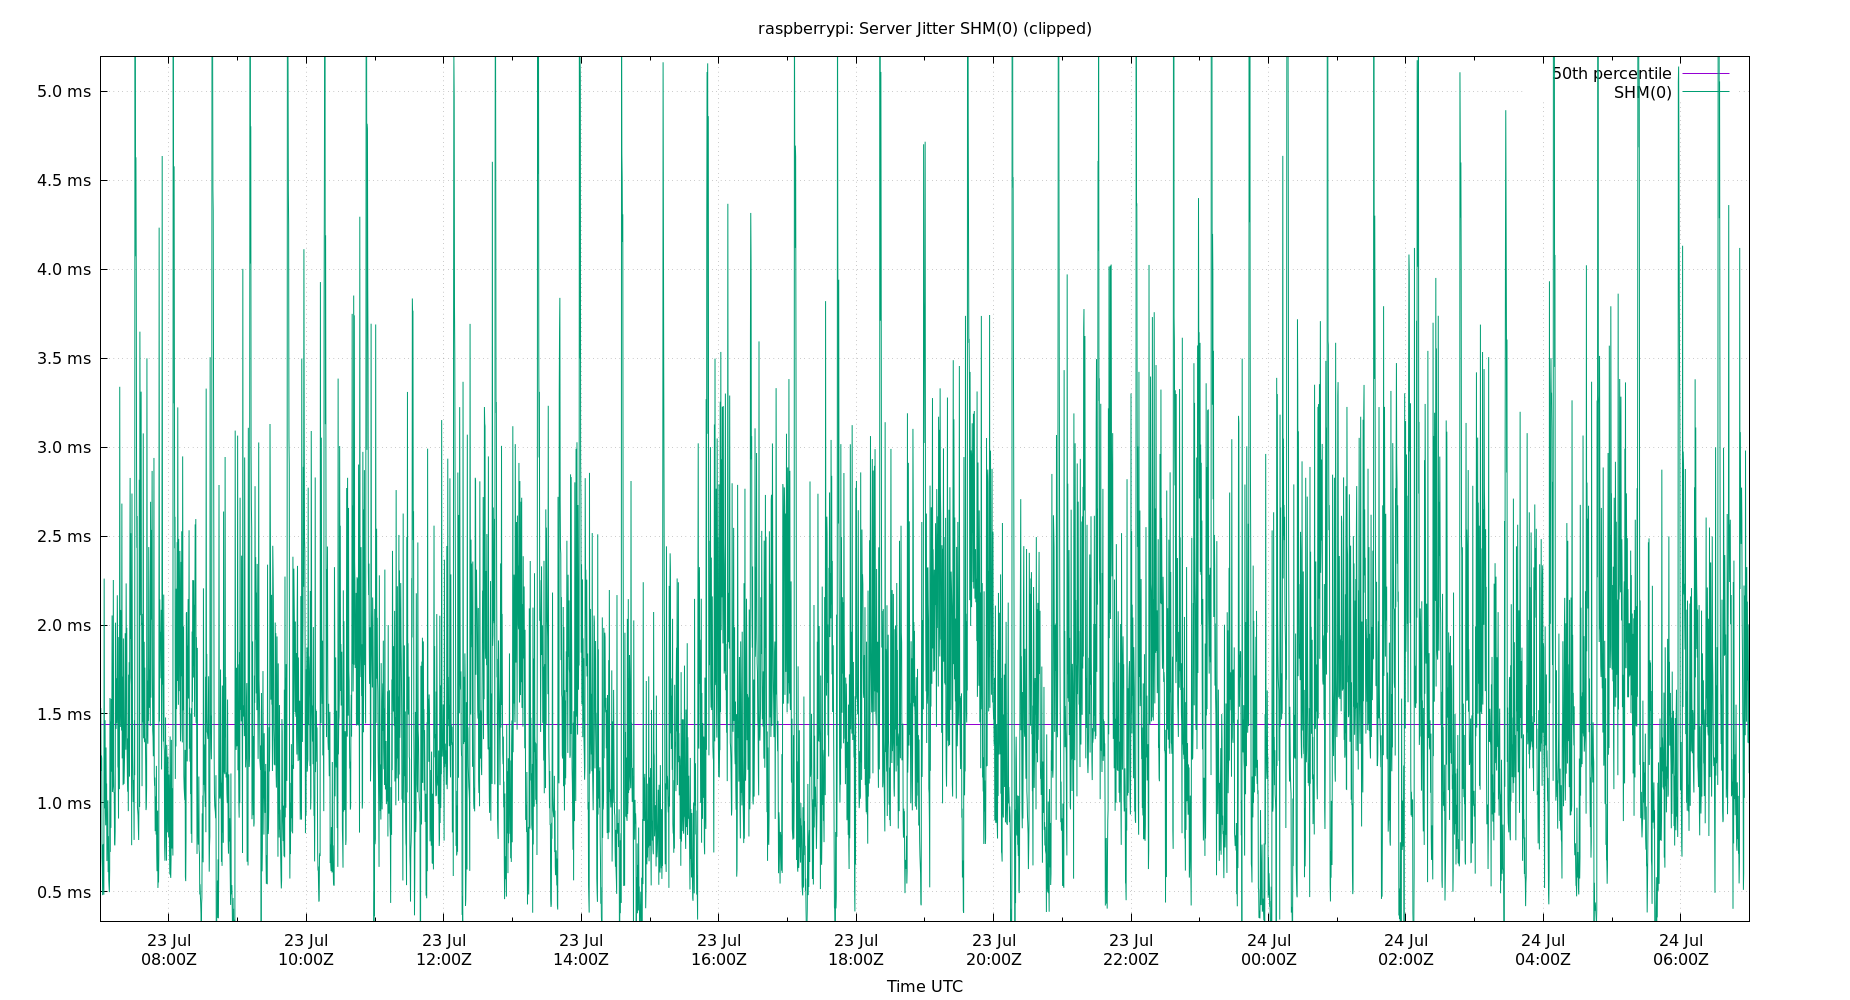 raspberrypi: Server Jitter SHM(0) (clipped)
50th percentile
SHM(0)
5.0 ms
4.5 ms
4.0 ms
3.5 ms
3.0 ms
2.5 ms
2.0 ms
1.5 ms
1.0 ms
0.5 ms
23 Jul 23 Jul 23 Jul 23 Jul 23 Jul 23 Jul 23 Jul 23 Jul 24 Jul 24 Jul 24 Jul 24 Jul
08:00Z 10:00Z 12:00Z 14:00Z 16:00Z 18:00Z 20:00Z 22:00Z 00:00Z 02:00Z 04:00Z 06:00Z
Time UTC